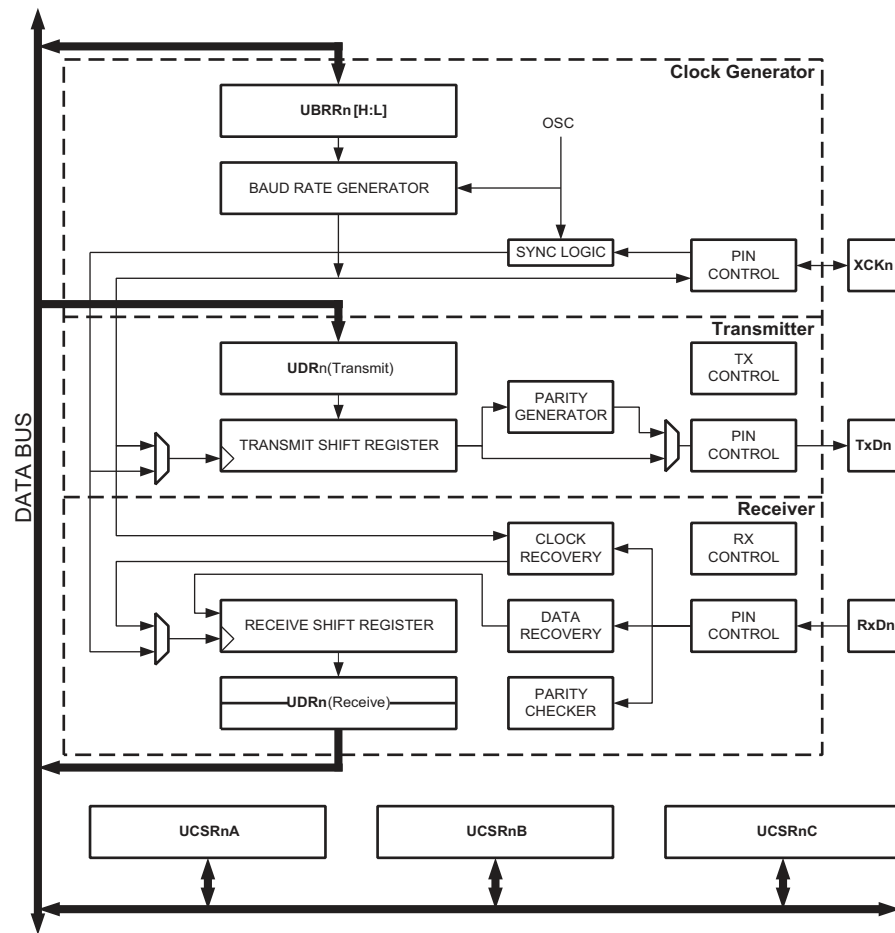 Clock Generator
UBRRn [H:L]
OSC
BAUD RATE GENERATOR
SYNC LOGIC
PIN
CONTROL
XCKn
Transmitter
UDRn(Transmit)
TX
CONTROL
PARITY
GENERATOR
TRANSMIT SHIFT REGISTER
PIN
CONTROL
TxDn
DATA BUS
Receiver
CLOCK
RECOVERY
RX
CONTROL
RECEIVE SHIFT REGISTER
DATA
RECOVERY
PIN
CONTROL
RxDn
UDRn(Receive)
PARITY
CHECKER
UCSRnA
UCSRnB
UCSRnC